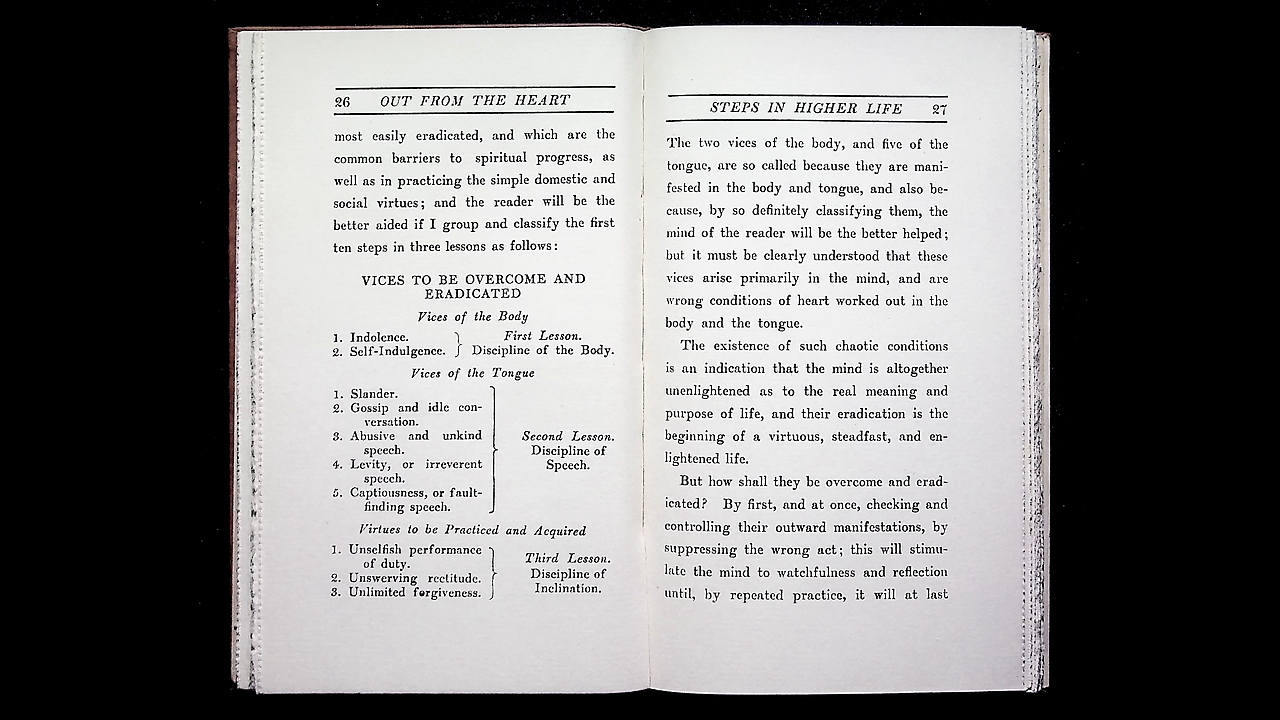 26 OUT FROM THE HEART
most easily eradicated, and which are the
common barriers to spiritual progress, as
well as in practicing the simple domestic and
social virtues; and the reader will be the
better aided if I group and classify the first
ten steps in three lessons as follows:
VICES TO BE OVERCOME AND
ERADICATED
Vices of the Body
1. Indolence.
2. Self-Indulgence.
First Lesson.
Discipline of the Body.
Vices of the Tongue
1. Slander.
2. Gossip and idle con-
versation.
3. Abusive and unkind
speech.
4. Levity, or irreverent
speech.
5. Captiousness, or fault-
finding speech.
Second Lesson.
Discipline of
Speech.
Virtues to be Practiced and Acquired
1. Unselfish performance
of duty.
2. Unswerving rectitude.
3. Unlimited forgiveness.
Third Lesson.
Discipline of
Inclination.
STEPS IN HIGHER LIFE 27
The two vices of the body, and five of the
tongue, are so called because they are mani-
fested in the body and tongue, and also be-
cause, by so definitely classifying them, the
mind of the reader will be the better helped;
but it must be clearly understood that these
vices arise primarily in the mind, and are
wrong conditions of heart worked out in the
body and the tongue.
The existence of such chaotic conditions
is an indication that the mind is altogether
unenlightened as to the real meaning and
purpose of life, and their eradication is the
beginning of a virtuous, steadfast, and en-
lightened life.
But how shall they be overcome and erad-
icated? By first, and at once, checking and
controlling their outward manifestations, by
suppressing the wrong act; this will stimu-
late the mind to watchfulness and reflection
until, by repeated practice, it will at last